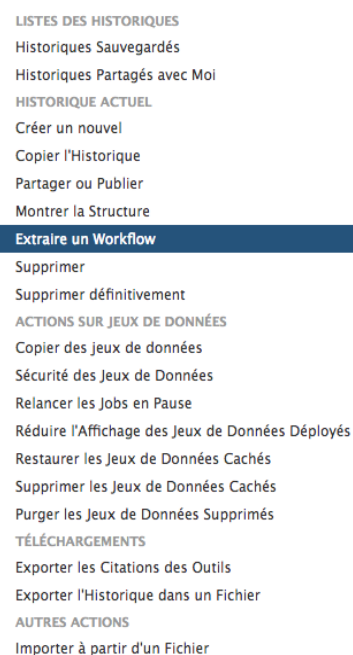 LISTES DES HISTORIQUES
Historiques Sauvegardés
Historiques Partagés avec Moi
HISTORIQUE ACTUEL
Créer un nouvel
Copier l'Historique
Partager ou Publier
Montrer la Structure
Extraire un Workflow
Supprimer
Supprimer définitivement
ACTIONS SUR JEUX DE DONNÉES
Copier des jeux de données
Sécurité des Jeux de Données
Relancer les Jobs en Pause
Réduire l'Affichage des Jeux de Données Déployés
Restaurer les Jeux de Données Cachés
Supprimer les Jeux de Données Cachés
Purger les Jeux de Données Supprimés
TÉLÉCHARGEMENTS
Exporter les Citations des Outils
Exporter l'Historique dans un Fichier
AUTRES ACTIONS
Importer à partir d'un Fichier